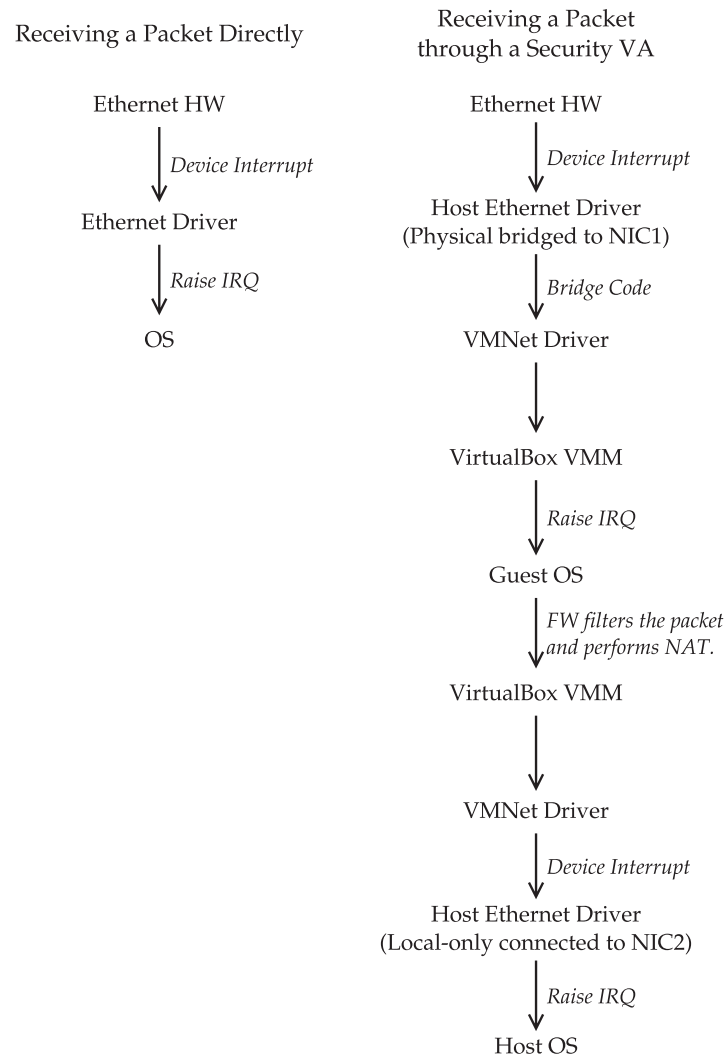 Receiving a Packet Directly
Ethernet HW
Device Interrupt
Ethernet Driver
Raise IRQ
OS
Receiving a Packet
through a Security VA
Ethernet HW
Device Interrupt
Host Ethernet Driver
(Physical bridged to NIC1)
Bridge Code
VMNet Driver
VirtualBox VMM
Raise IRQ
Guest OS
FW filters the packet
and performs NAT.
VirtualBox VMM
VMNet Driver
Device Interrupt
Host Ethernet Driver
(Local-only connected to NIC2)
Raise IRQ
Host OS